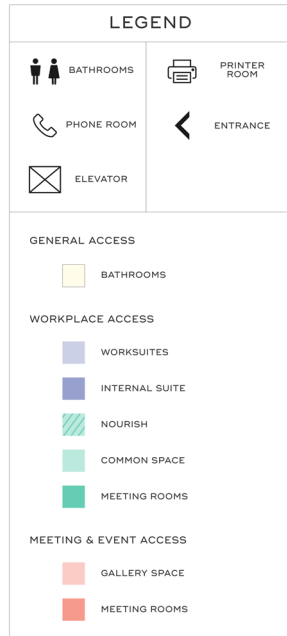 LEGEND
BATHROOMS
PRINTER
ROOM
PHONE ROOM
ENTRANCE
ELEVATOR
GENERAL ACCESS
BATHROOMS
WORKPLACE ACCESS
WORKSUITES
INTERNAL SUITE
NOURISH
COMMON SPACE
MEETING ROOMS
MEETING & EVENT ACCESS
GALLERY SPACE
MEETING ROOMS